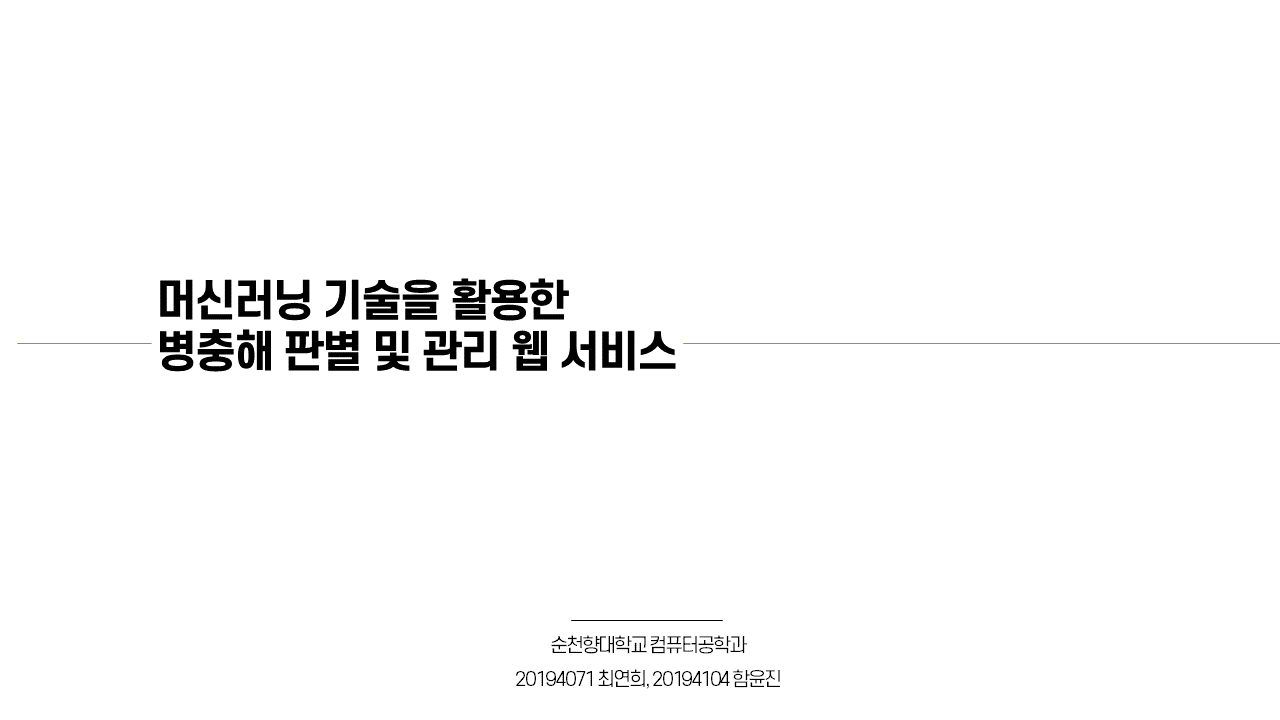 머신러닝 기술을 활용한
병충해 판별 및 관리 웹 서비스
순천향대학교 컴퓨터공학과
20194071 최연희, 20194104 함윤진